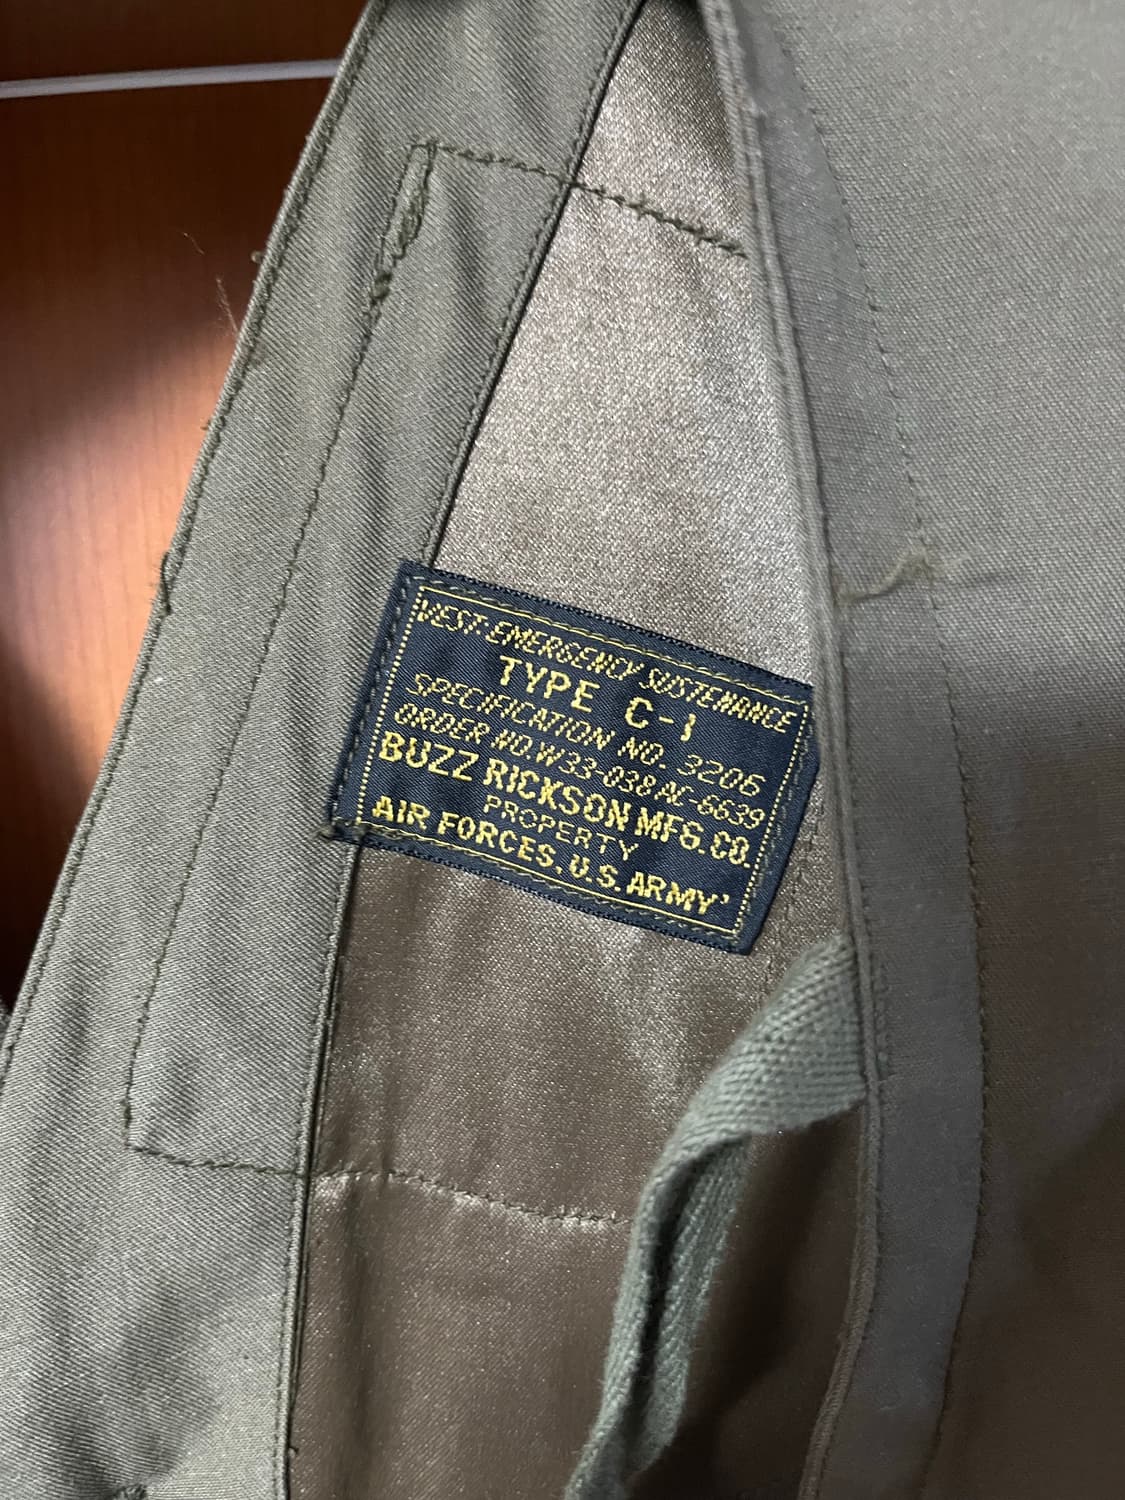 VEST-EMERGENCY SUSTENANCE
TYPE C-1
SPECIFICATION NO. 3206
ORDER NO.W33-038 AC-6639
BUZZ RICKSON MFG.CO.
PROPERTY
AIR FORCES, U.S. ARMY'